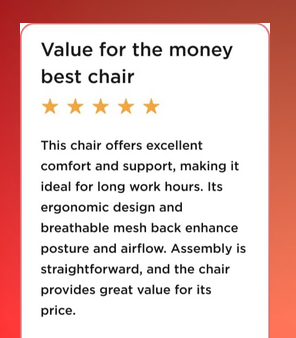 Value for the money
best chair
This chair offers excellent
comfort and support, making it
ideal for long work hours. Its
ergonomic design and
breathable mesh back enhance
posture and airflow. Assembly is
straightforward, and the chair
provides great value for its
price.